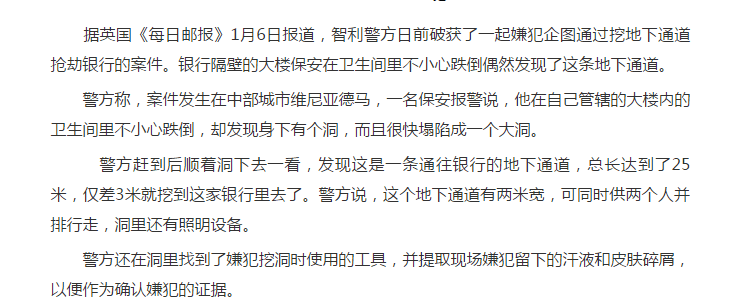 据英国《每日邮报》1月6日报道，智利警方日前破获了一起嫌犯企图通过挖地下通道
抢劫银行的案件。银行隔壁的大楼保安在卫生间里不小心跌倒偶然发现了这条地下通道。
警方称，案件发生在中部城市维尼亚德马，一名保安报警说，他在自己管辖的大楼内的
卫生间里不小心跌倒，却发现身下有个洞，而且很快塌陷成一个大洞。
警方赶到后顺着洞下去一看，发现这是一条通往银行的地下通道，总长达到了25
米，仅差3米就挖到这家银行里去了。警方说，这个地下通道有两米宽，可同时供两个人并
排行走，洞里还有照明设备。
警方还在洞里找到了嫌犯挖洞时使用的工具，并提取现场嫌犯留下的汗液和皮肤碎屑，
以便作为确认嫌犯的证据。